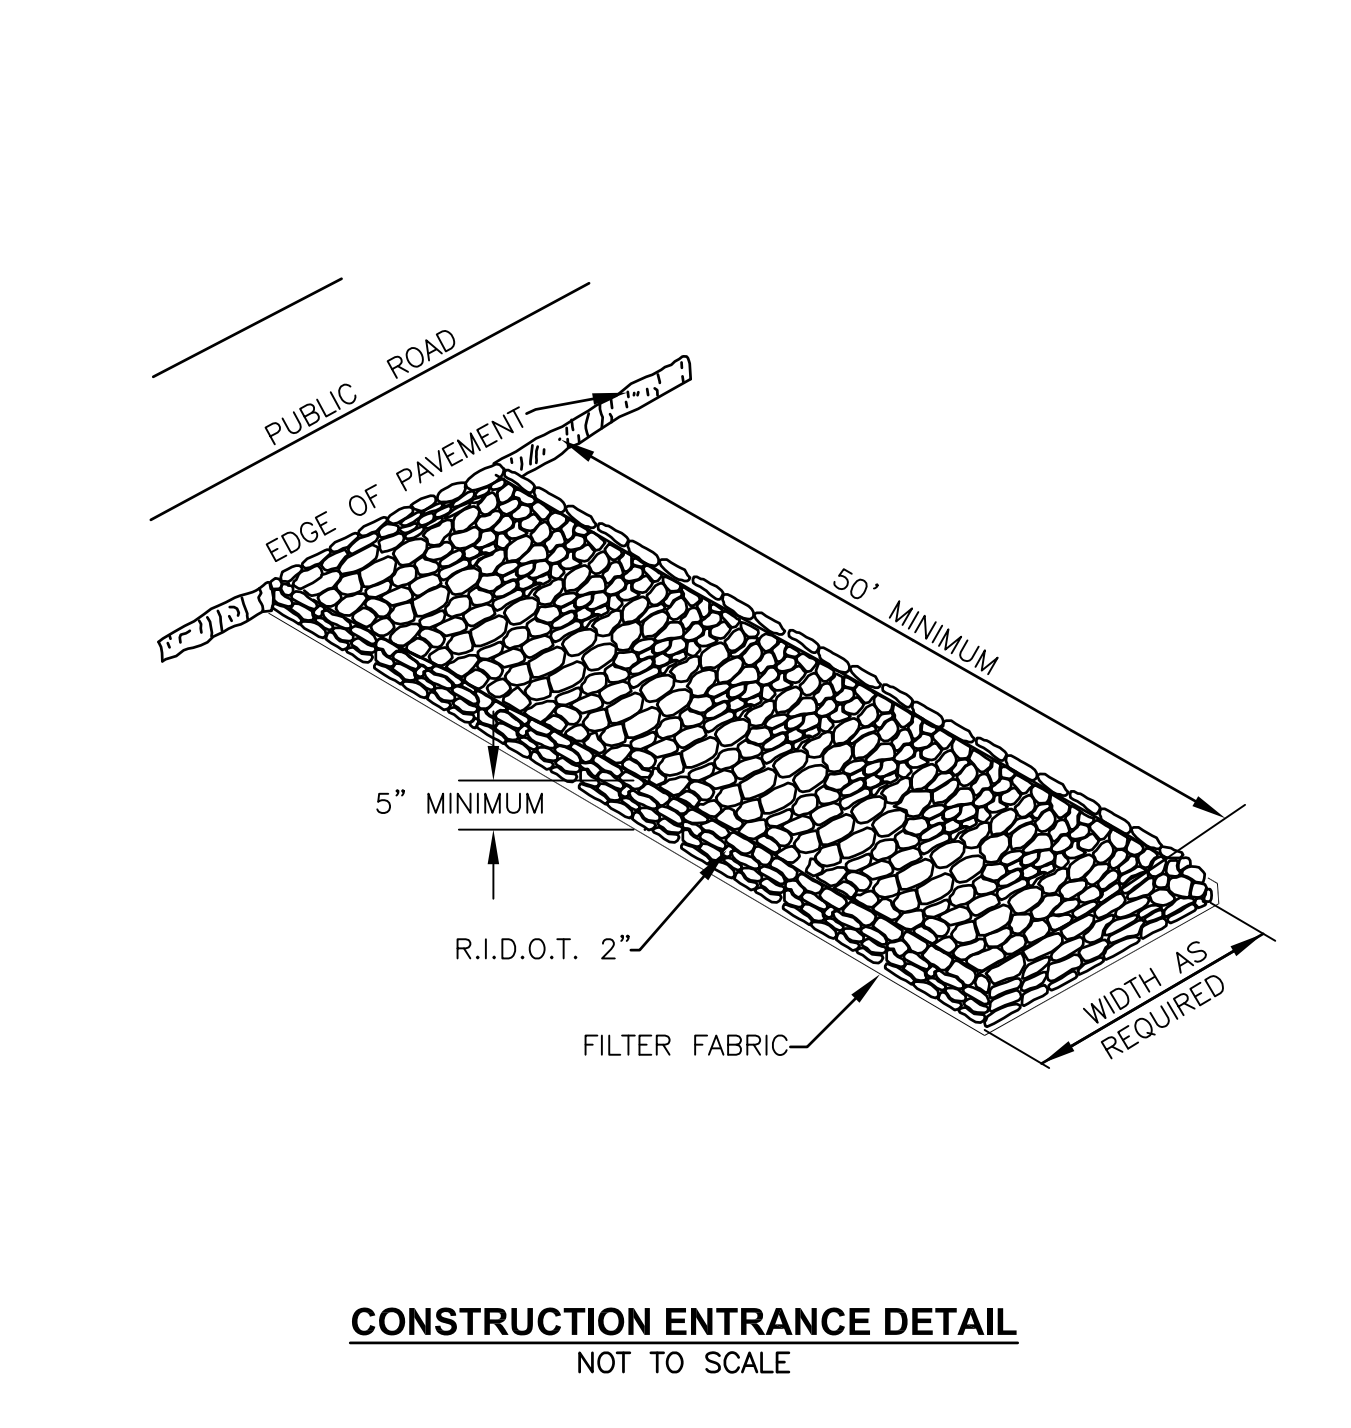 PUBLIC ROAD
EDGE OF PAVEMENT
50’ MINIMUM
5” MINIMUM
R.I.D.O.T. 2”
FILTER FABRIC
WIDTH AS
REQUIRED
CONSTRUCTION ENTRANCE DETAIL
NOT TO SCALE